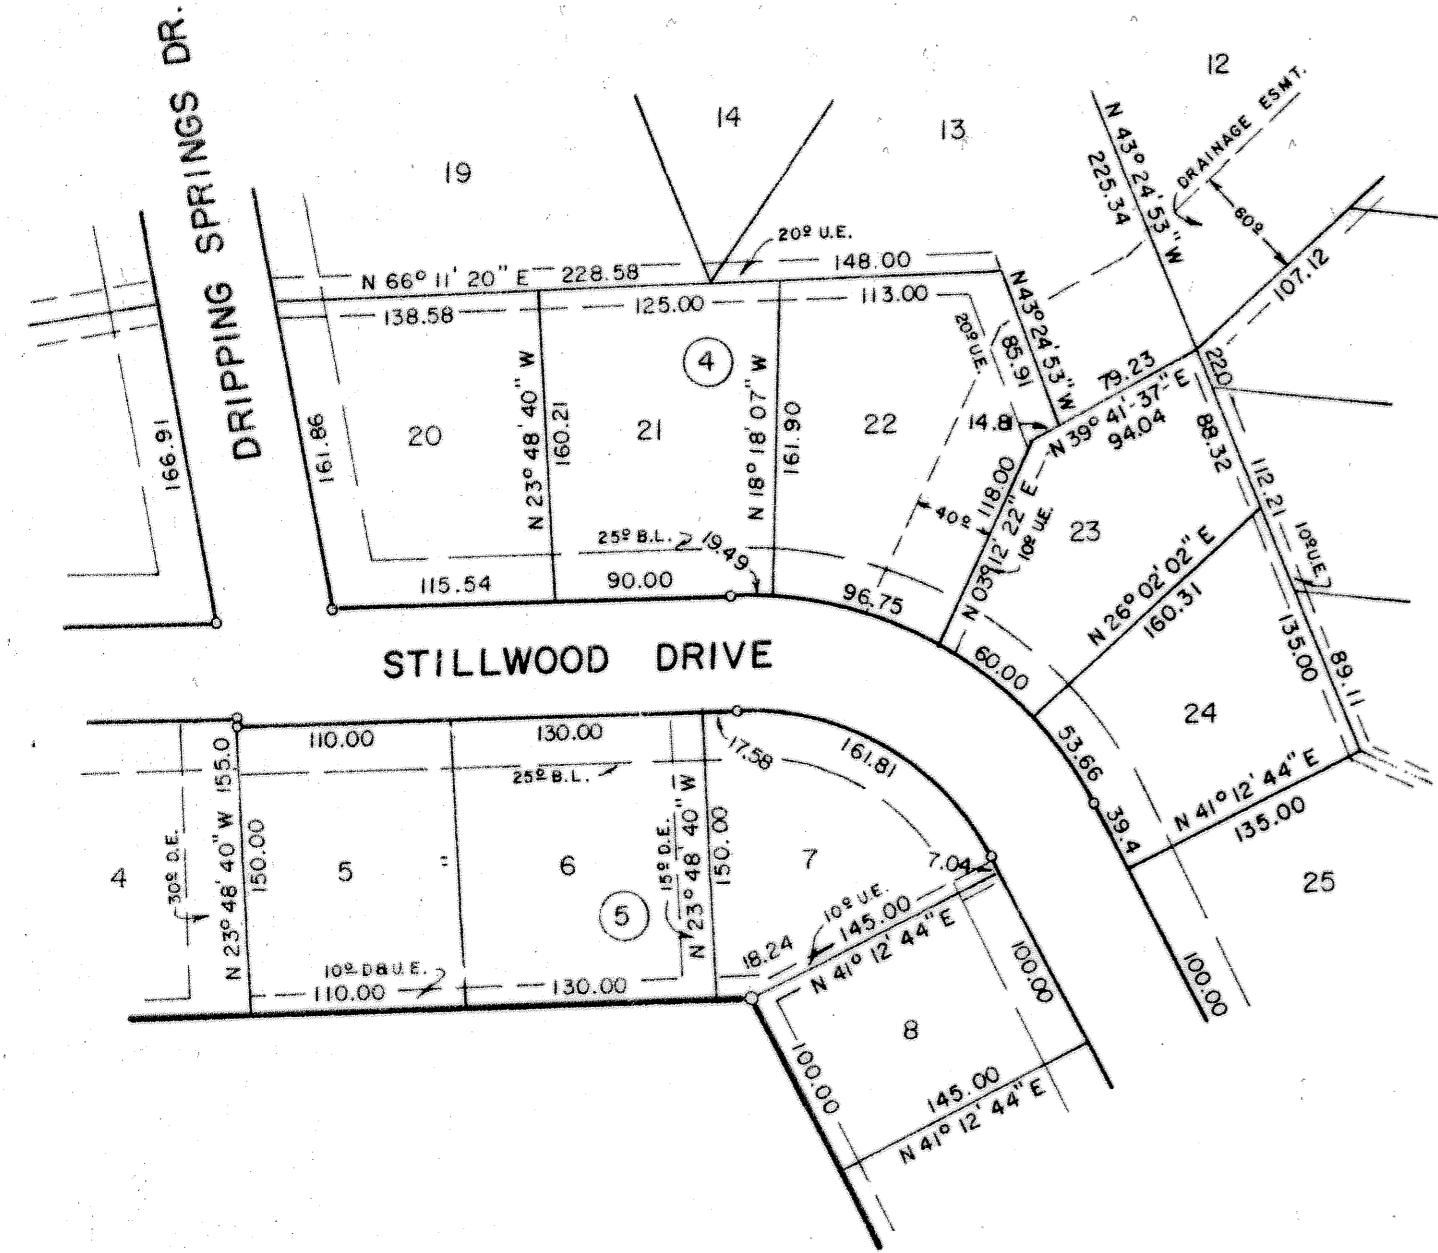 DRIPPING SPRINGS DR.
12
14
13
19
DRAINAGE ESMT.
N 43° 24' 53" W
225.34
60º
107.12
20º U.E.
N 66° 11' 20" E
228.58
148.00
138.58
125.00
113.00
N 43° 24' 53" W
85.91
20º U.E.
4
79.23
N 39° 41'-37" E
94.04
14.81
220
88.32
112.21
10º U.E.
166.91
161.86
20
N 23° 48' 40" W
160.21
21
N 18° 18' 07" W
161.90
22
118.00
N 03° 12' 22" E
10º U.E.
40º
23
N 26° 02' 02" E
160.31
135.00
89.11
25º B.L.
19.49
115.54
90.00
96.75
60.00
53.66
39.4
24
N 41° 12' 44" E
135.00
25
100.00
STILLWOOD DRIVE
110.00
130.00
17.58
161.81
25º B.L.
4
30º D.E.
N 23° 48' 40" W 155.0
150.00
5
"
6
15º D.E.
N 23° 48' 40" W
150.00
7
7.04
5
10º U.E.
145.00
N 41° 12' 44" E
18.24
10º D&U.E.
110.00
130.00
100.00
8
100.00
145.00
N 41° 12' 44" E